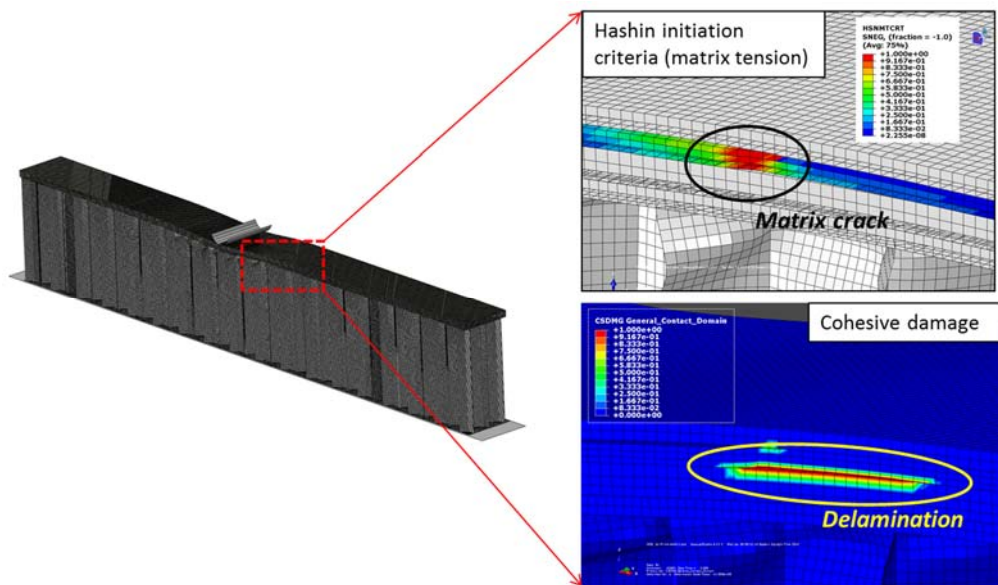 Hashin initiation
criteria (matrix tension)
HSNMTCRT
SNEG, (fraction = -1.0)
(Avg: 75%)
+1.000e+00
+9.167e-01
+8.333e-01
+7.500e-01
+6.667e-01
+5.833e-01
+5.000e-01
+4.167e-01
+3.333e-01
+2.500e-01
+1.667e-01
+8.333e-02
+2.255e-08
Matrix crack
CSDMG General_Contact_Domain
+1.000e+00
+9.167e-01
+8.333e-01
+7.500e-01
+6.667e-01
+5.833e-01
+5.000e-01
+4.167e-01
+3.333e-01
+2.500e-01
+1.667e-01
+8.333e-02
+0.000e+00
Cohesive damage
Delamination